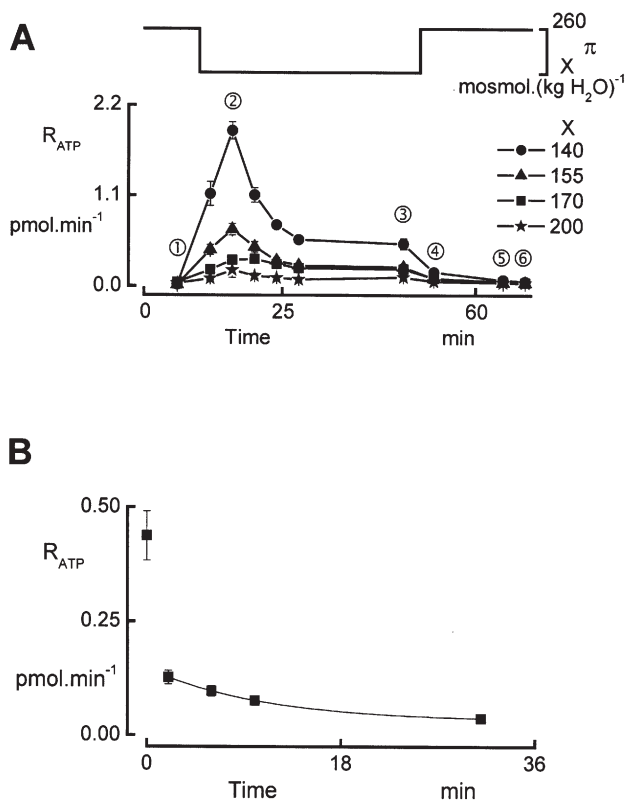 A
260
π
X
mosmol.(kg H2O)-1
2.2
②
RATP
X
140
155
1.1
③
170
pmol.min-1
①
④
200
⑤ ⑥
0.0
0 25 60
Time min
B
0.50
RATP
0.25
pmol.min-1
0.00
0 18 36
Time min